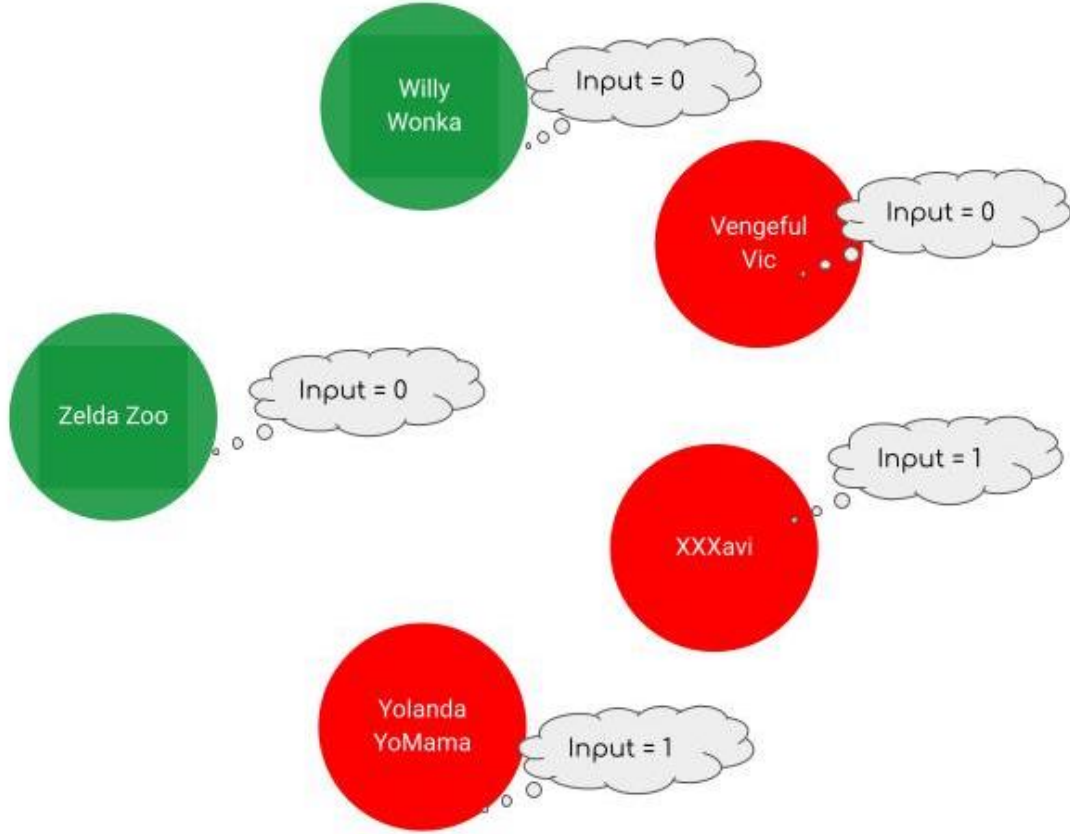 Willy
Wonka
Input = 0
Vengeful
Vic
Input = 0
Zelda Zoo
Input = 0
XXXavi
Input = 1
Yolanda
YoMama
Input = 1